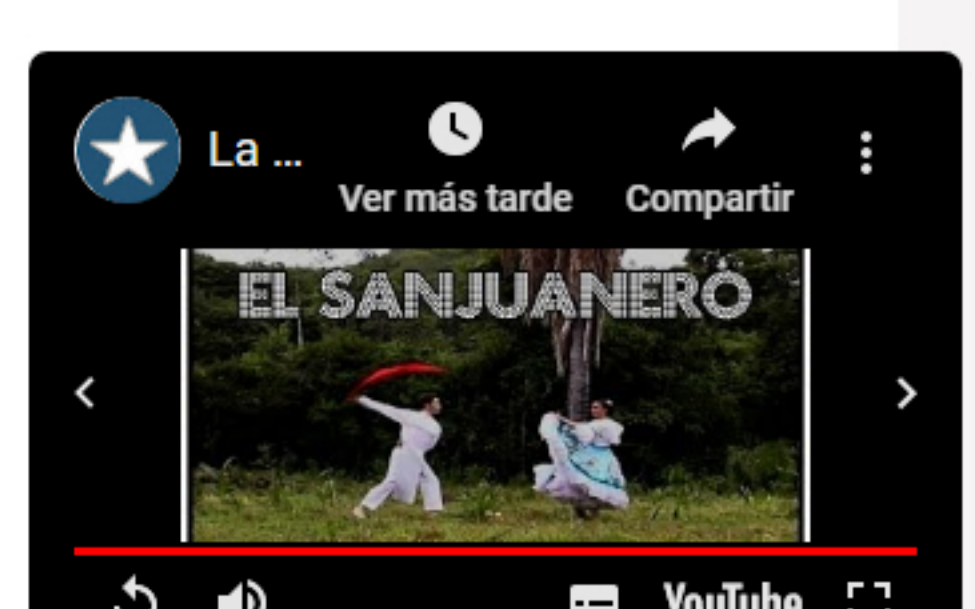 La ...
Ver más tarde
Compartir
EL SANJUANERO
YouTube